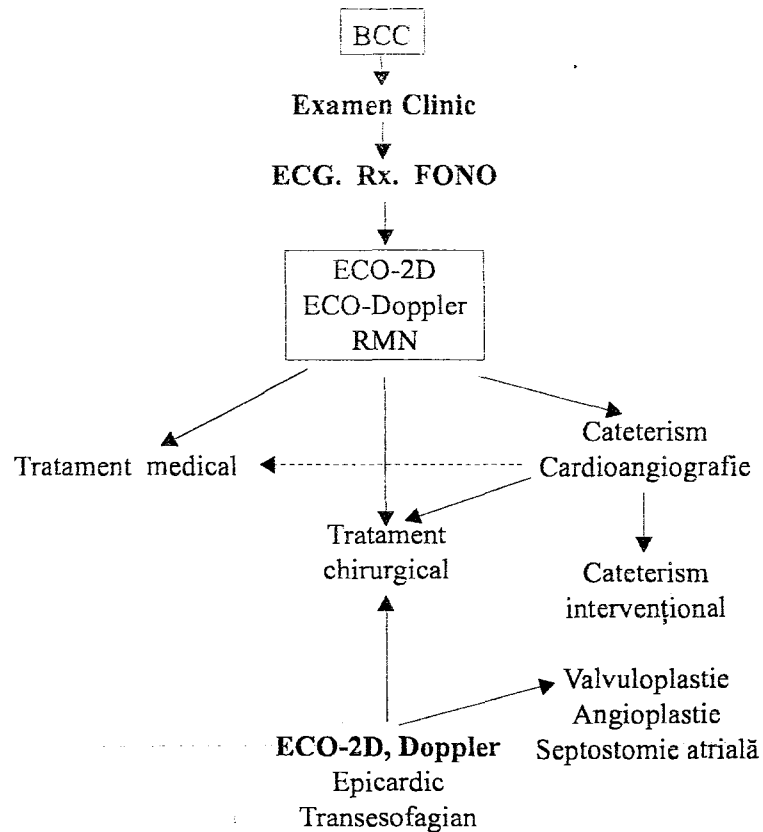 BCC
Examen Clinic
ECG. Rx. FONO
ECO-2D
ECO-Doppler
RMN
Tratament medical
Cateterism
Cardioangiografie
Tratament
chirurgical
Cateterism
intervențional
Valvuloplastie
Angioplastie
Septostomie atrială
ECO-2D, Doppler
Epicardic
Transesofagian